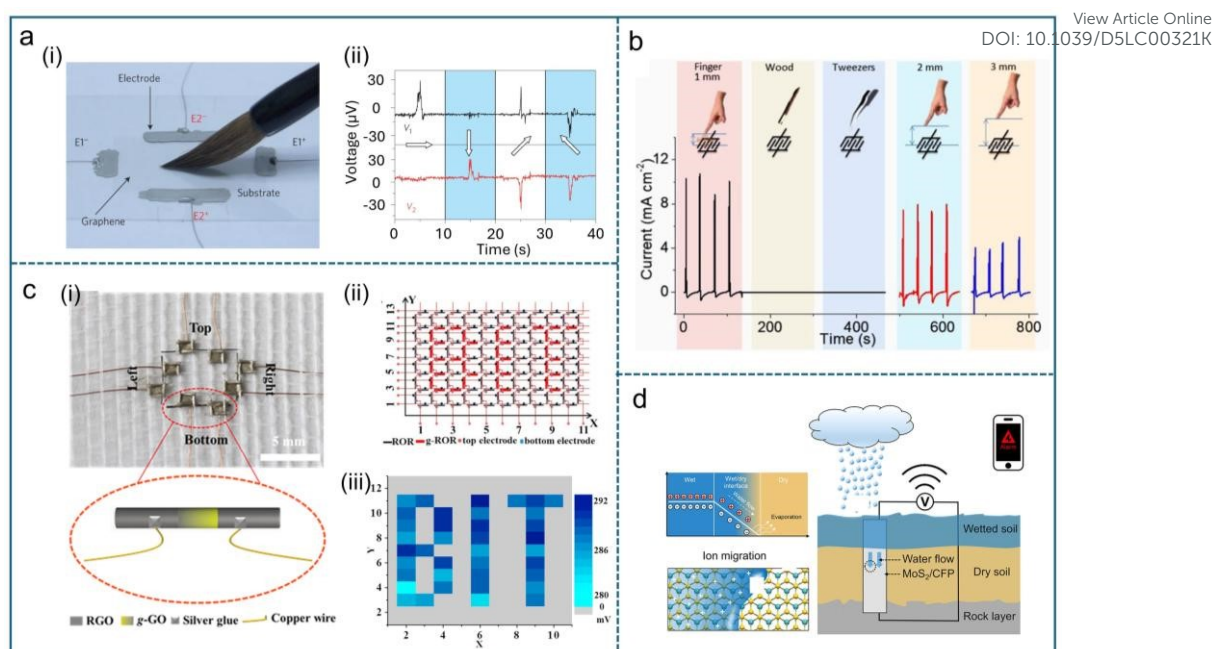 View Article Online
DOI: 10.1039/D5LC00321K
a
(i)
Electrode
E2⁻
E1⁻
E1⁺
Substrate
Graphene
E2⁺
(ii)
Voltage (µV)
30
0
-30
V₁
30
0
-30
V₂
0 10 20 30 40
Time (s)
b
Finger
1 mm
Wood
Tweezers
2 mm
3 mm
Current (mA cm⁻²)
12
8
4
0
0 200 400 600 800
Time (s)
c
(i)
Top
Left
Right
Bottom
5 mm
RGO g-GO Silver glue Copper wire
(ii)
Y
13
11
9
7
5
3
1
1 3 5 7 9 11
X
ROR g-ROR top electrode bottom electrode
(iii)
12
10
8
6
4
2
Y
2 4 6 8 10
X
292
286
280
0
mV
d
Wet
Wet/dry
interface
Dry
Evaporation
Ion migration
V
Wetted soil
Water flow
MoS₂/CFP
Dry soil
Rock layer